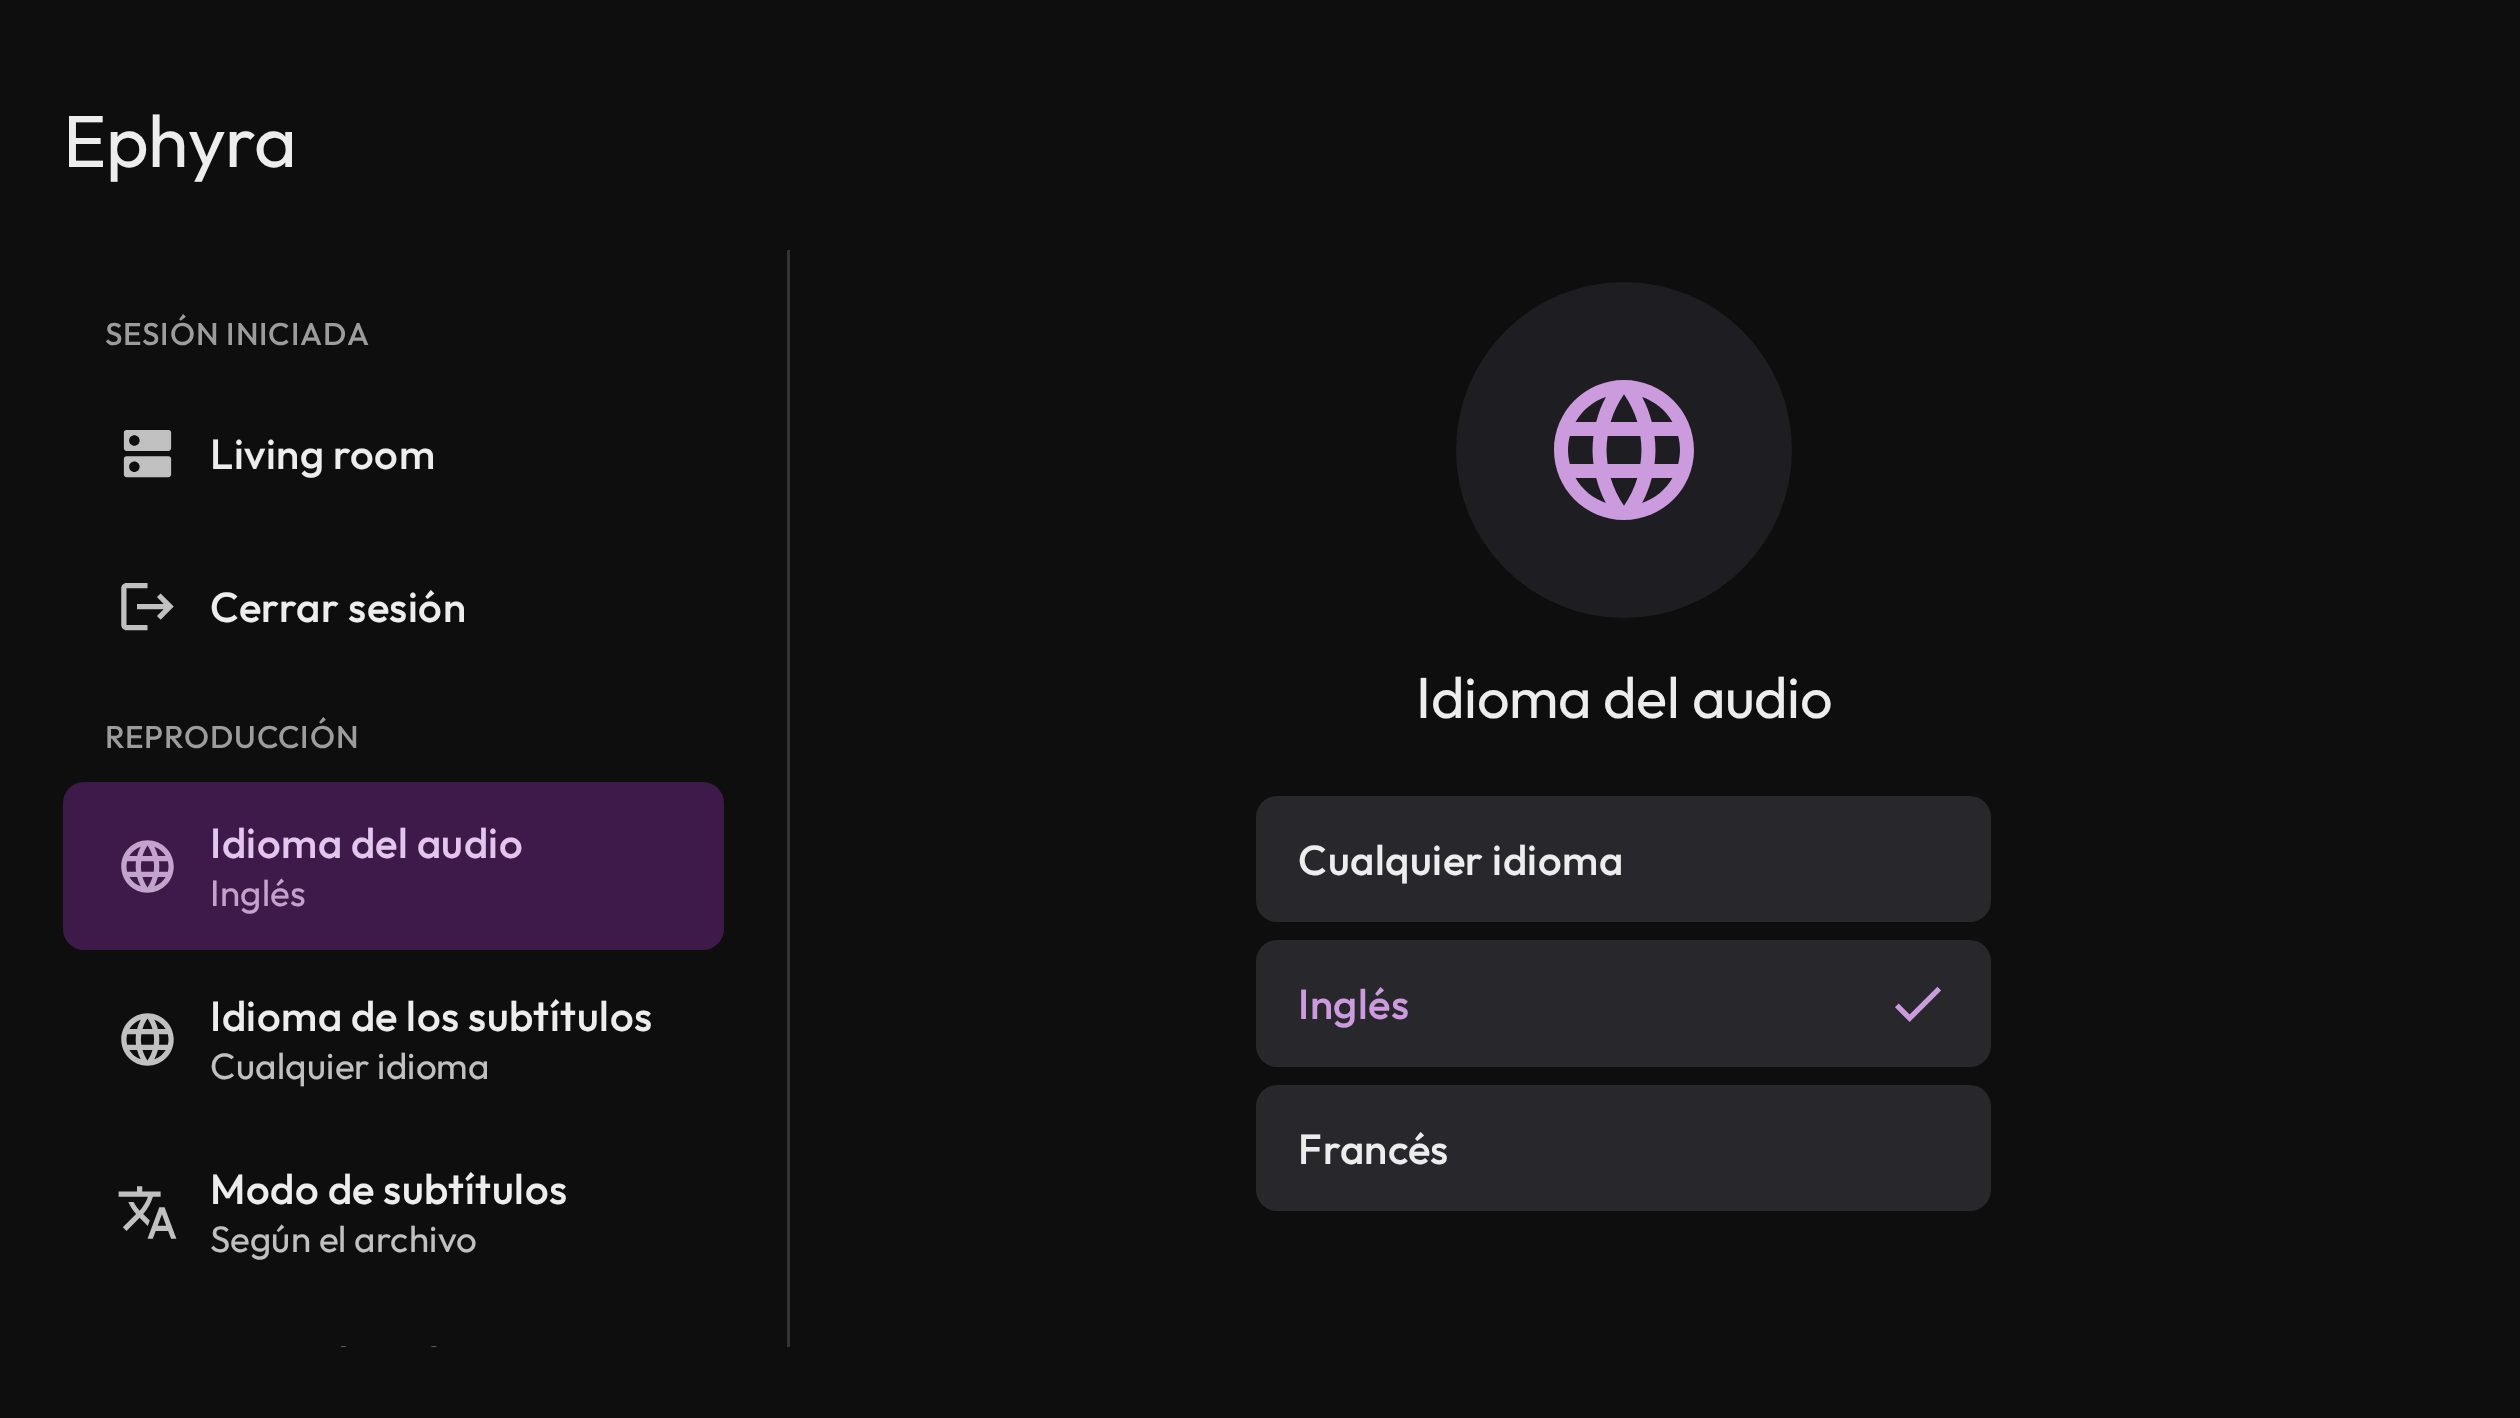 Ephyra
SESIÓN INICIADA
Living room
Cerrar sesión
REPRODUCCIÓN
Idioma del audio
Inglés
Idioma de los subtítulos
Cualquier idioma
Modo de subtítulos
Según el archivo
Idioma del audio
Cualquier idioma
Inglés
Francés